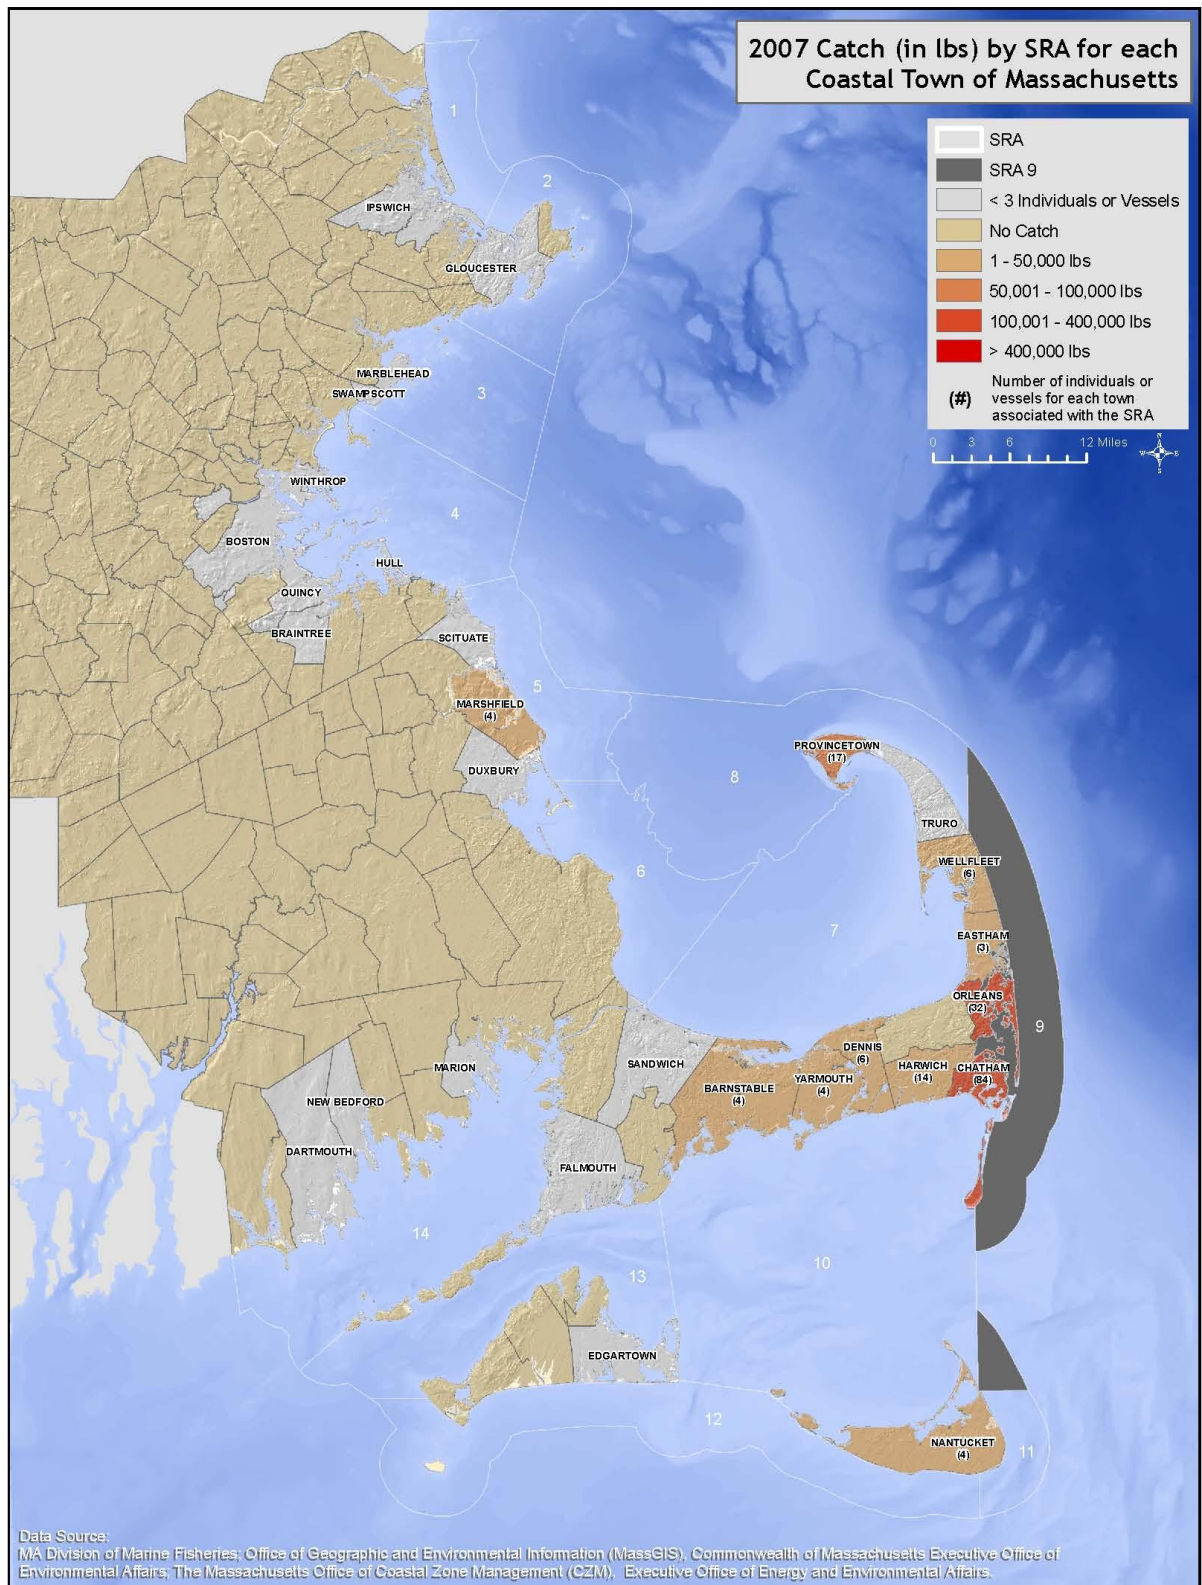 2007 Catch (in lbs) by SRA for each
Coastal Town of Massachusetts
SRA
SRA 9
< 3 Individuals or Vessels
No Catch
1 - 50,000 lbs
50,001 - 100,000 lbs
100,001 - 400,000 lbs
> 400,000 lbs
(#)
Number of individuals or
vessels for each town
associated with the SRA
0 3 6 12 Miles
N
W E
S
1
2
IPSWICH
GLOUCESTER
MARBLEHEAD
SWAMPSCOTT
3
WINTHROP
4
BOSTON
HULL
QUINCY
BRAINTREE
SCITUATE
5
MARSHFIELD
(4)
DUXBURY
PROVINCETOWN
(17)
8
TRURO
WELLFLEET
(6)
6
7
EASTHAM
(3)
ORLEANS
(32)
9
DENNIS
(6)
SANDWICH
MARION
HARWICH
(14)
CHATHAM
(84)
YARMOUTH
(4)
BARNSTABLE
(4)
NEW BEDFORD
DARTMOUTH
FALMOUTH
14
10
13
EDGARTOWN
12
NANTUCKET
(4)
11
Data Source:
MA Division of Marine Fisheries; Office of Geographic and Environmental Information (MassGIS), Commonwealth of Massachusetts Executive Office of
Environmental Affairs; The Massachusetts Office of Coastal Zone Management (CZM), Executive Office of Energy and Environmental Affairs.